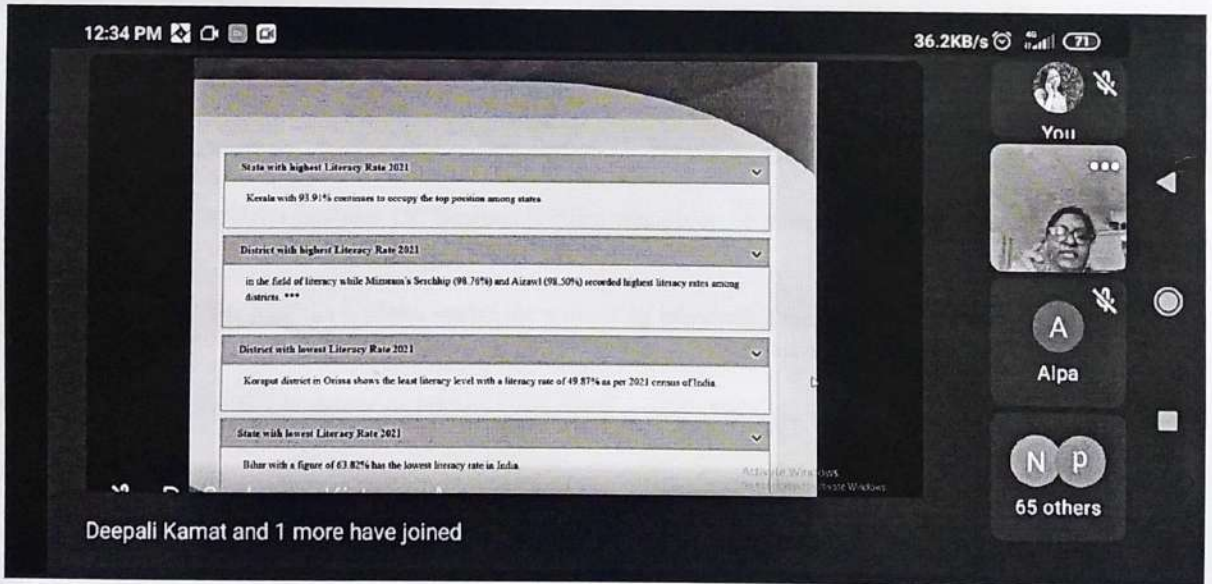 12:34 PM
36.2KB/s 4G 71
State with highest Literacy Rate 2021
Kerala with 93.91% continues to occupy the top position among states
District with highest Literacy Rate 2021
in the field of literacy while Mizoram's Serchhip (98.76%) and Aizawl (98.50%) recorded highest literacy rates among
districts. ***
District with lowest Literacy Rate 2021
Koraput district in Orissa shows the least literacy level with a literacy rate of 49.87% as per 2021 census of India
State with lowest Literacy Rate 2021
Bihar with a figure of 63.82% has the lowest literacy rate in India
Activate Windows
Deepali Kamat and 1 more have joined
You
A
Alpa
N P
65 others